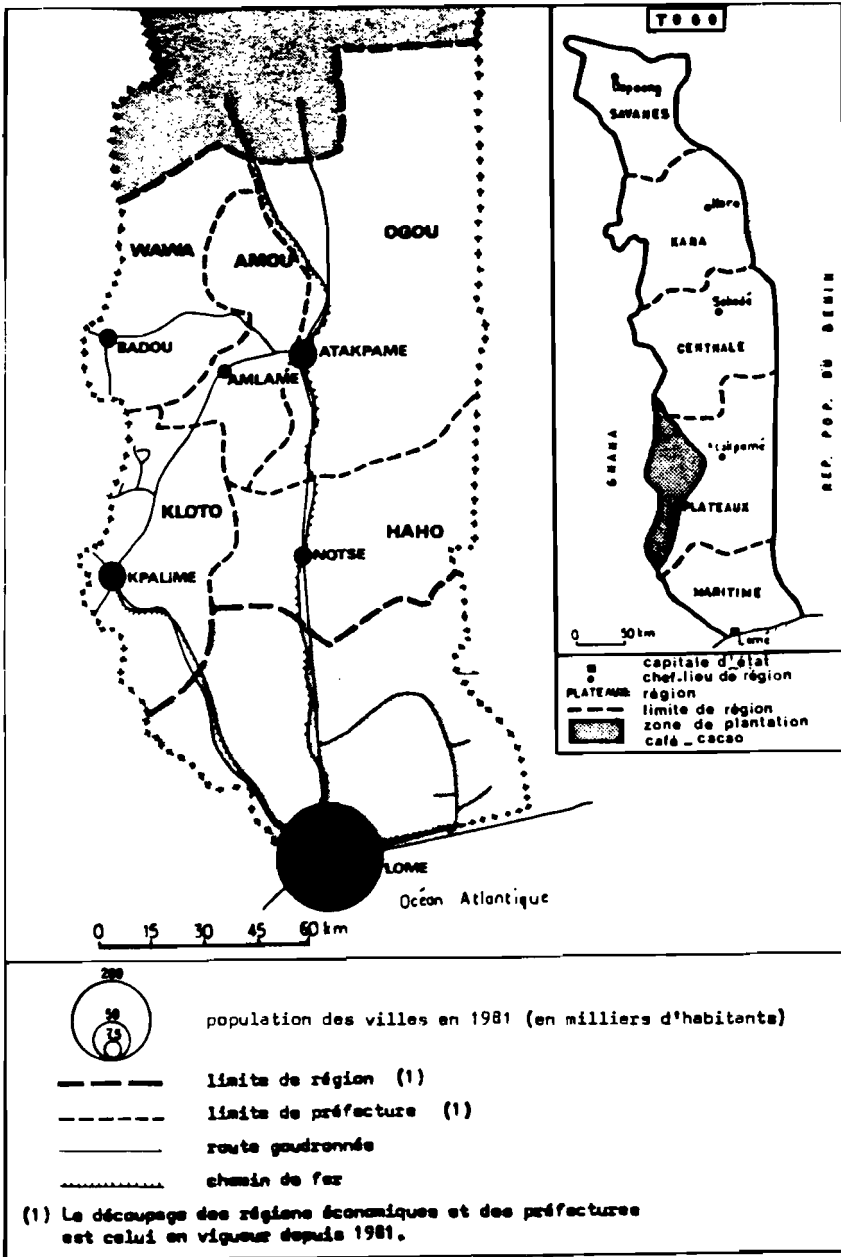 WAWA
AMOU
OGOU
BADOU
ATAKPAME
AMLAME
KLOTO
HAHO
NOTSE
KPALIME
LOME
Océan Atlantique
0 15 30 45 60 km
TOGO
Dapaong
SAVANES
Kara
KARA
Sokodé
CENTRALE
GHANA
REP. POP. DU BENIN
Atakpamé
PLATEAUX
MARITIME
Lomé
0 50 km
capitale d'état
chef-lieu de région
PLATEAUX région
limite de région
zone de plantation
café - cacao
200
50
7,5
population des villes en 1981 (en milliers d'habitants)
limite de région (1)
limite de préfecture (1)
route goudronnée
chemin de fer
(1) Le découpage des régions économiques et des préfectures
est celui en vigueur depuis 1981.